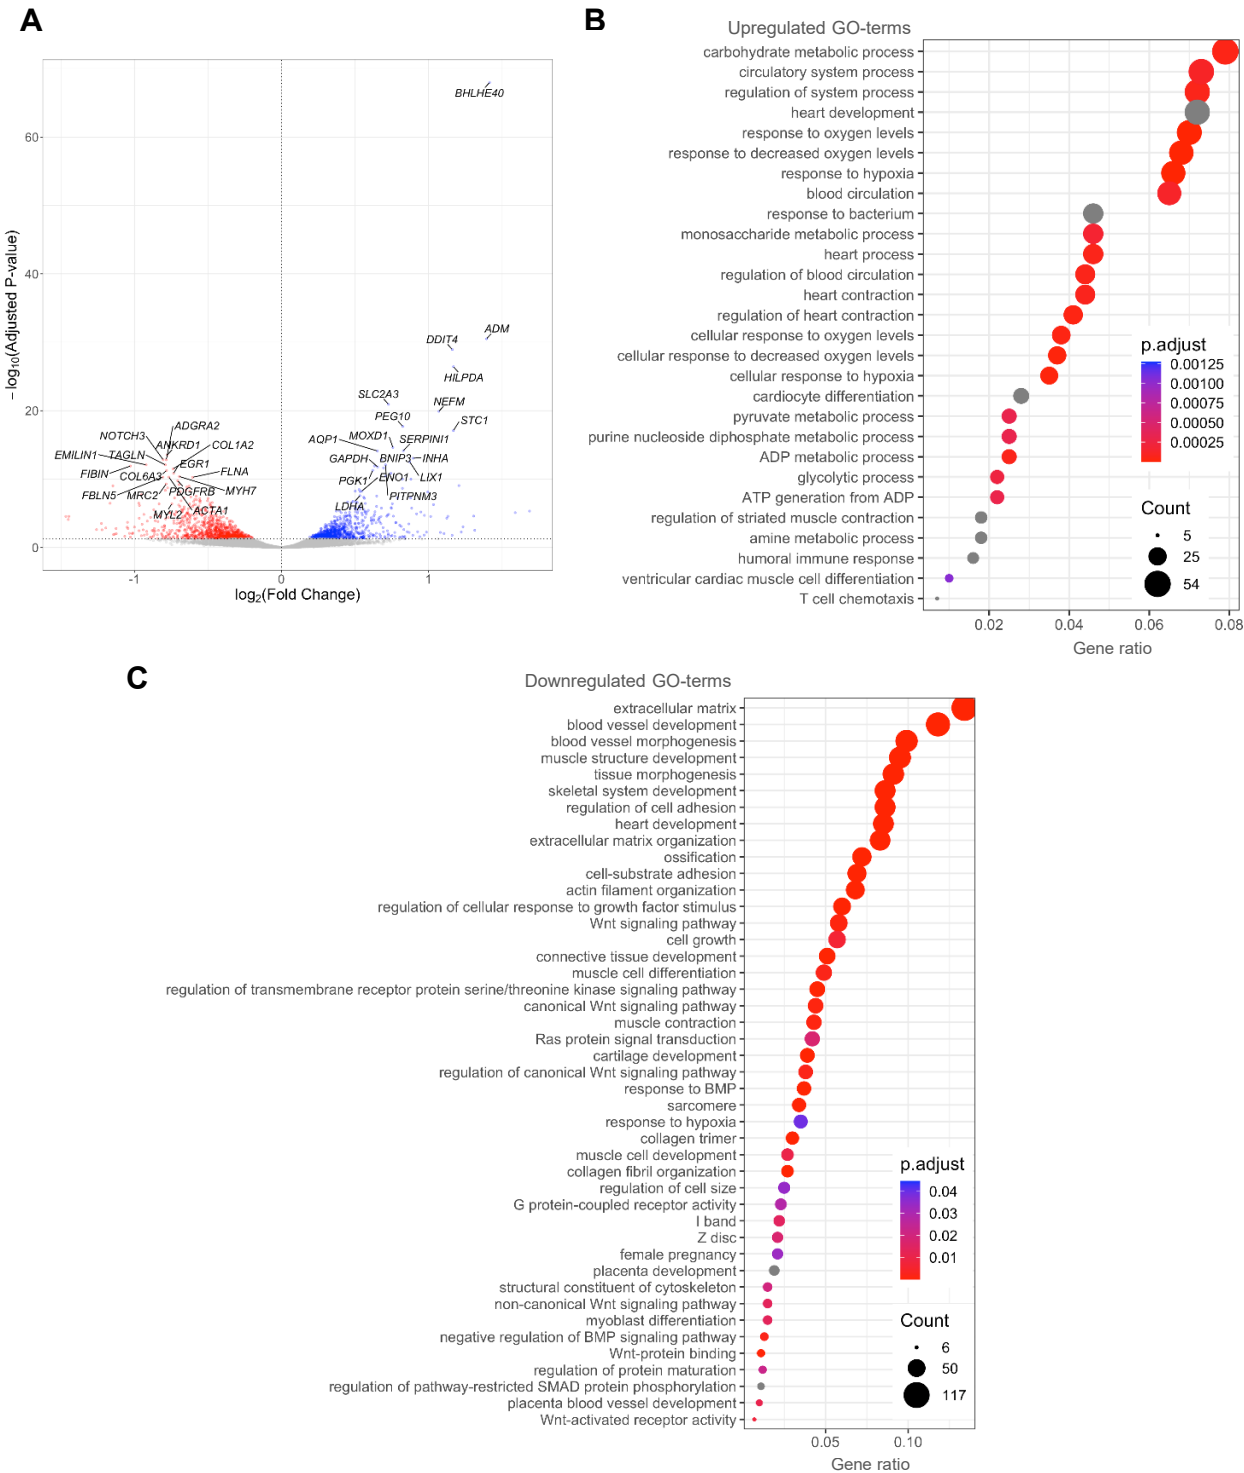 A
−log10(Adjusted P-value)
60
40
20
0
-1
0
1
log2(Fold Change)
BHLHE40
ADM
DDIT4
HILPDA
SLC2A3
NEFM
PEG10
STC1
AQP1
MOXD1
SERPINI1
GAPDH
BNIP3
INHA
PGK1
ENO1
LIX1
LDHA
PITPNM3
ADGRA2
NOTCH3
ANKRD1
COL1A2
EMILIN1
TAGLN
EGR1
FIBIN
COL6A3
FLNA
FBLN5
MRC2
PDGFRB
MYH7
MYL2
ACTA1
B
Upregulated GO-terms
carbohydrate metabolic process
circulatory system process
regulation of system process
heart development
response to oxygen levels
response to decreased oxygen levels
response to hypoxia
blood circulation
response to bacterium
monosaccharide metabolic process
heart process
regulation of blood circulation
heart contraction
regulation of heart contraction
cellular response to oxygen levels
cellular response to decreased oxygen levels
cellular response to hypoxia
cardiocyte differentiation
pyruvate metabolic process
purine nucleoside diphosphate metabolic process
ADP metabolic process
glycolytic process
ATP generation from ADP
regulation of striated muscle contraction
amine metabolic process
humoral immune response
ventricular cardiac muscle cell differentiation
T cell chemotaxis
p.adjust
0.00125
0.00100
0.00075
0.00050
0.00025
Count
5
25
54
0.02
0.04
0.06
0.08
Gene ratio
C
Downregulated GO-terms
extracellular matrix
blood vessel development
blood vessel morphogenesis
muscle structure development
tissue morphogenesis
skeletal system development
regulation of cell adhesion
heart development
extracellular matrix organization
ossification
cell-substrate adhesion
actin filament organization
regulation of cellular response to growth factor stimulus
Wnt signaling pathway
cell growth
connective tissue development
muscle cell differentiation
regulation of transmembrane receptor protein serine/threonine kinase signaling pathway
canonical Wnt signaling pathway
muscle contraction
Ras protein signal transduction
cartilage development
regulation of canonical Wnt signaling pathway
response to BMP
sarcomere
response to hypoxia
collagen trimer
muscle cell development
collagen fibril organization
regulation of cell size
G protein-coupled receptor activity
I band
Z disc
female pregnancy
placenta development
structural constituent of cytoskeleton
non-canonical Wnt signaling pathway
myoblast differentiation
negative regulation of BMP signaling pathway
Wnt-protein binding
regulation of protein maturation
regulation of pathway-restricted SMAD protein phosphorylation
placenta blood vessel development
Wnt-activated receptor activity
p.adjust
0.04
0.03
0.02
0.01
Count
6
50
117
0.05
0.10
Gene ratio